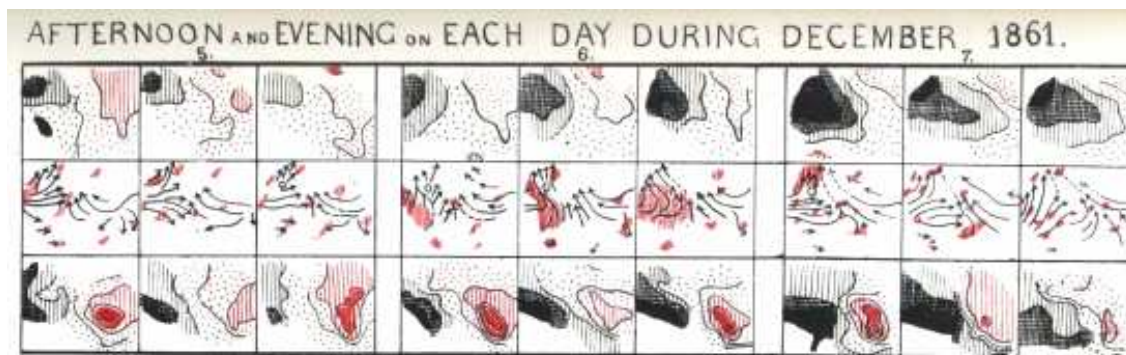 AFTERNOON AND EVENING ON EACH DAY DURING DECEMBER, 1861.
5. 6. 7.